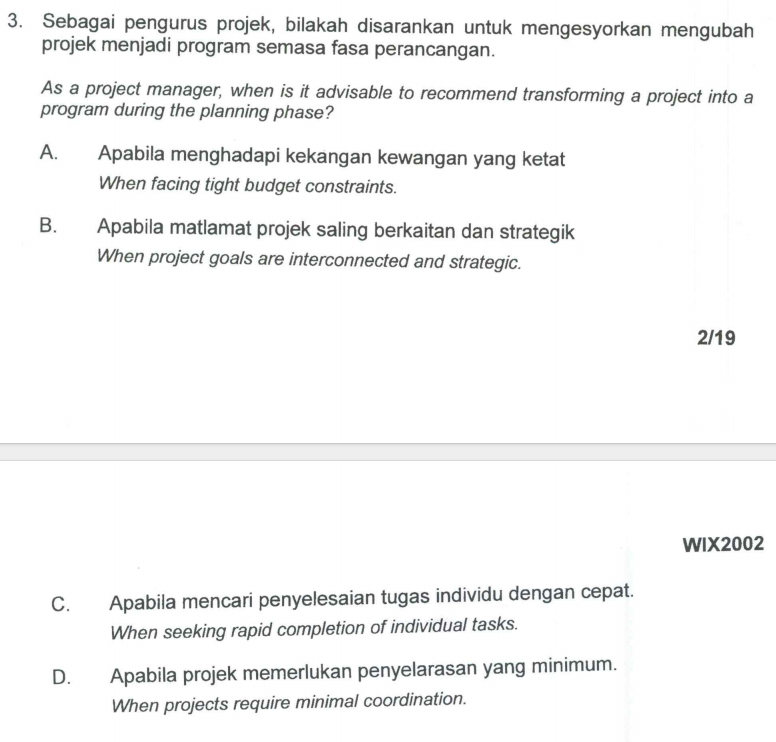 3. Sebagai pengurus projek, bilakah disarankan untuk mengesyorkan mengubah
projek menjadi program semasa fasa perancangan.
As a project manager, when is it advisable to recommend transforming a project into a
program during the planning phase?
A. Apabila menghadapi kekangan kewangan yang ketat
When facing tight budget constraints.
B. Apabila matlamat projek saling berkaitan dan strategik
When project goals are interconnected and strategic.
2/19
WIX2002
C. Apabila mencari penyelesaian tugas individu dengan cepat.
When seeking rapid completion of individual tasks.
D. Apabila projek memerlukan penyelarasan yang minimum.
When projects require minimal coordination.